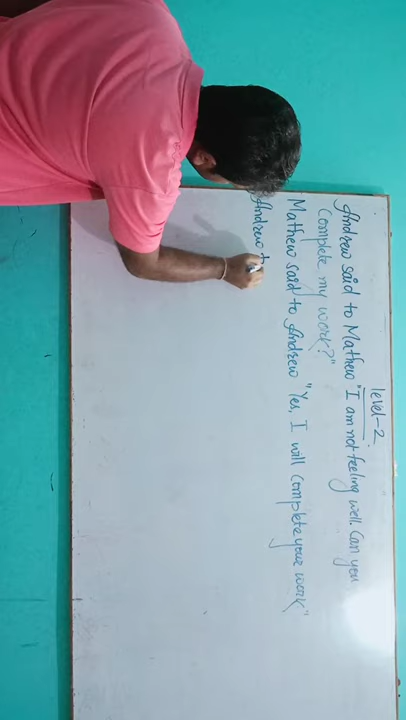 level-2
Andrew said to Mathew "I am not feeling well. Can you
Complete my work?"
Mathew said to Andrew "Yes, I will complete your work"
Andrew t